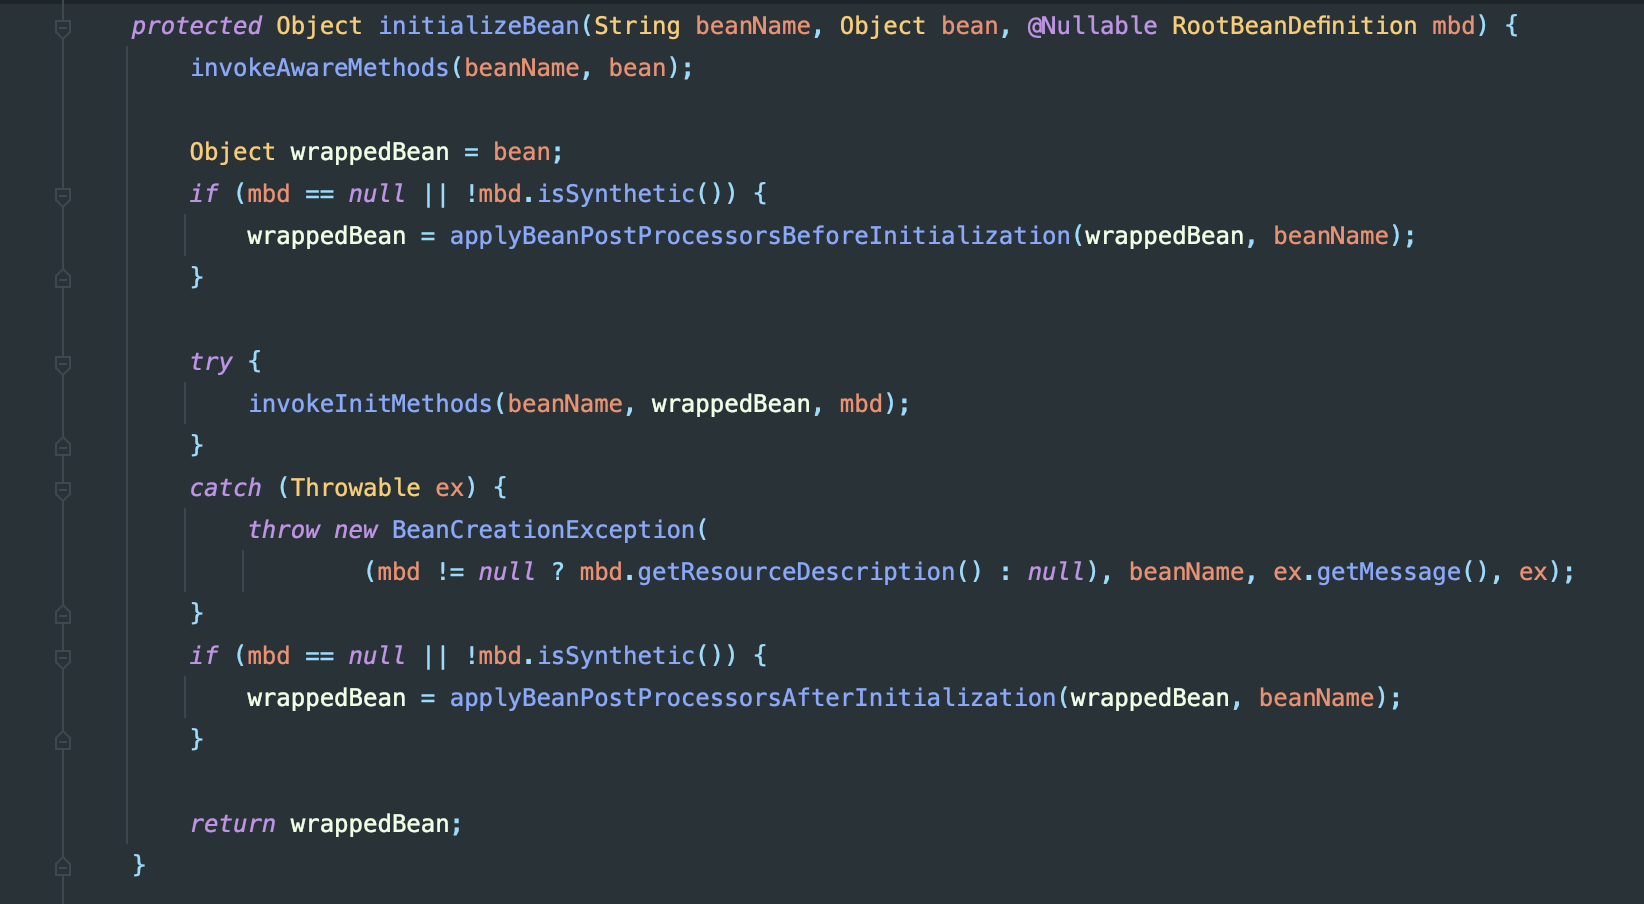 protected Object initializeBean(String beanName, Object bean, @Nullable RootBeanDefinition mbd) {
invokeAwareMethods(beanName, bean);
Object wrappedBean = bean;
if (mbd == null || !mbd.isSynthetic()) {
wrappedBean = applyBeanPostProcessorsBeforeInitialization(wrappedBean, beanName);
}
try {
invokeInitMethods(beanName, wrappedBean, mbd);
}
catch (Throwable ex) {
throw new BeanCreationException(
(mbd != null ? mbd.getResourceDescription() : null), beanName, ex.getMessage(), ex);
}
if (mbd == null || !mbd.isSynthetic()) {
wrappedBean = applyBeanPostProcessorsAfterInitialization(wrappedBean, beanName);
}
return wrappedBean;
}